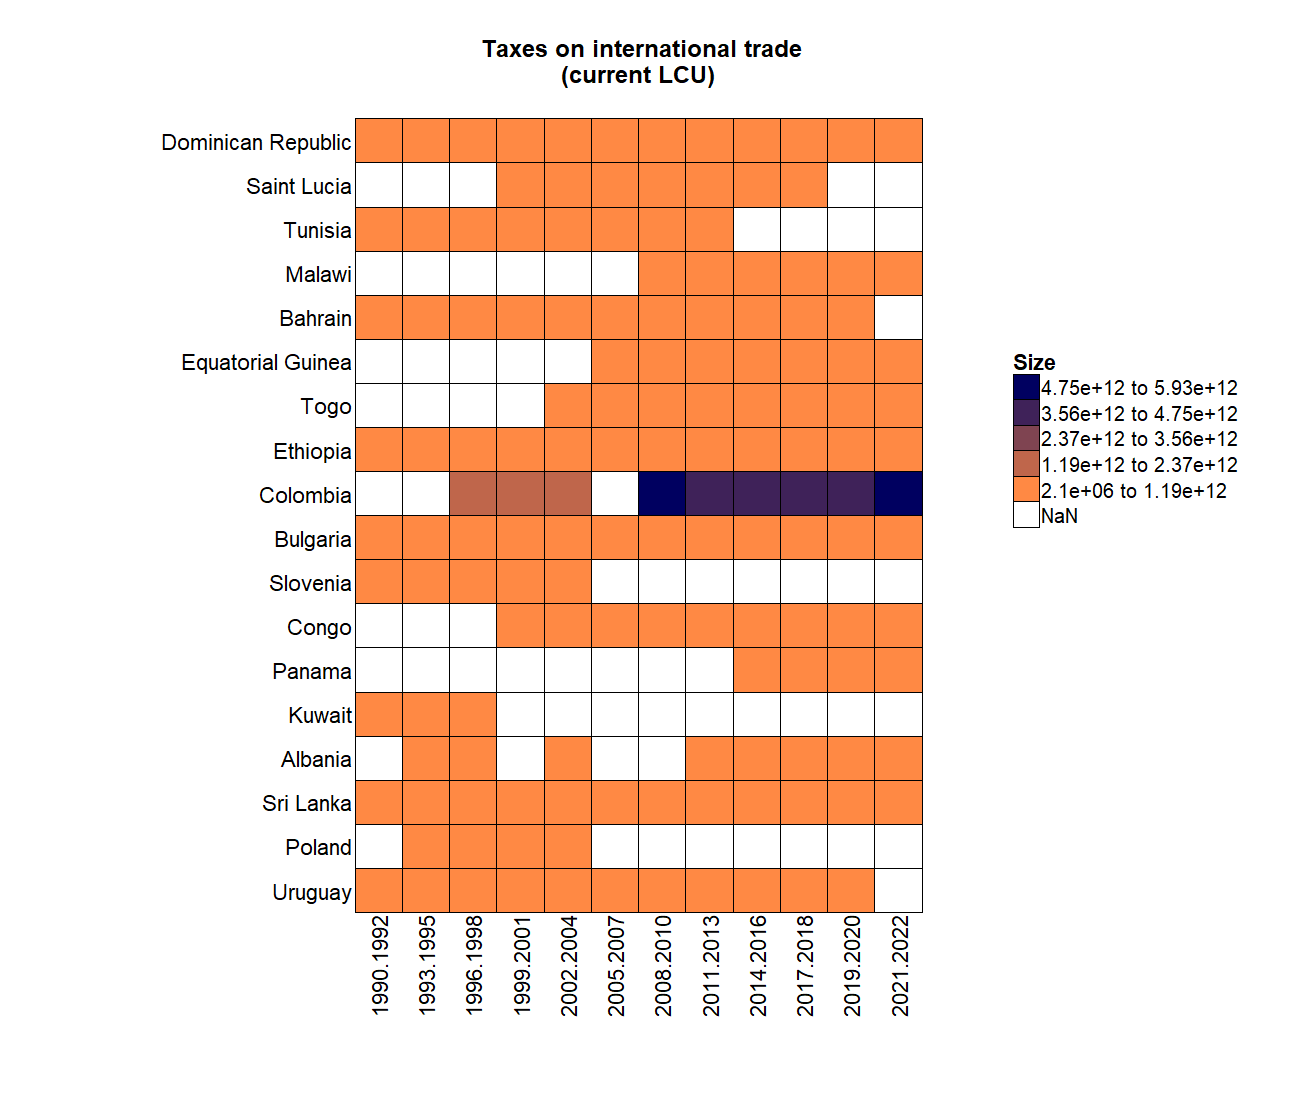 Taxes on international trade
(current LCU)
Dominican Republic
Saint Lucia
Tunisia
Malawi
Bahrain
Equatorial Guinea
Togo
Ethiopia
Colombia
Bulgaria
Slovenia
Congo
Panama
Kuwait
Albania
Sri Lanka
Poland
Uruguay
1990.1992
1993.1995
1996.1998
1999.2001
2002.2004
2005.2007
2008.2010
2011.2013
2014.2016
2017.2018
2019.2020
2021.2022
Size
4.75e+12 to 5.93e+12
3.56e+12 to 4.75e+12
2.37e+12 to 3.56e+12
1.19e+12 to 2.37e+12
2.1e+06 to 1.19e+12
NaN